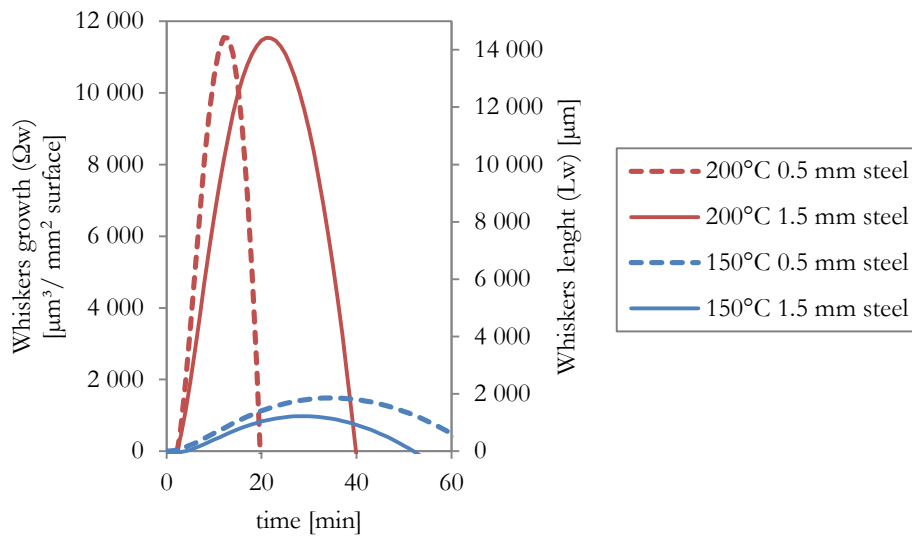 Whiskers growth (Ωw)
[µm³/ mm² surface]
12 000
10 000
8 000
6 000
4 000
2 000
0
0
20
40
60
time [min]
14 000
12 000
10 000
8 000
6 000
4 000
2 000
0
Whiskers lenght (Lw) [µm]
200°C 0.5 mm steel
200°C 1.5 mm steel
150°C 0.5 mm steel
150°C 1.5 mm steel